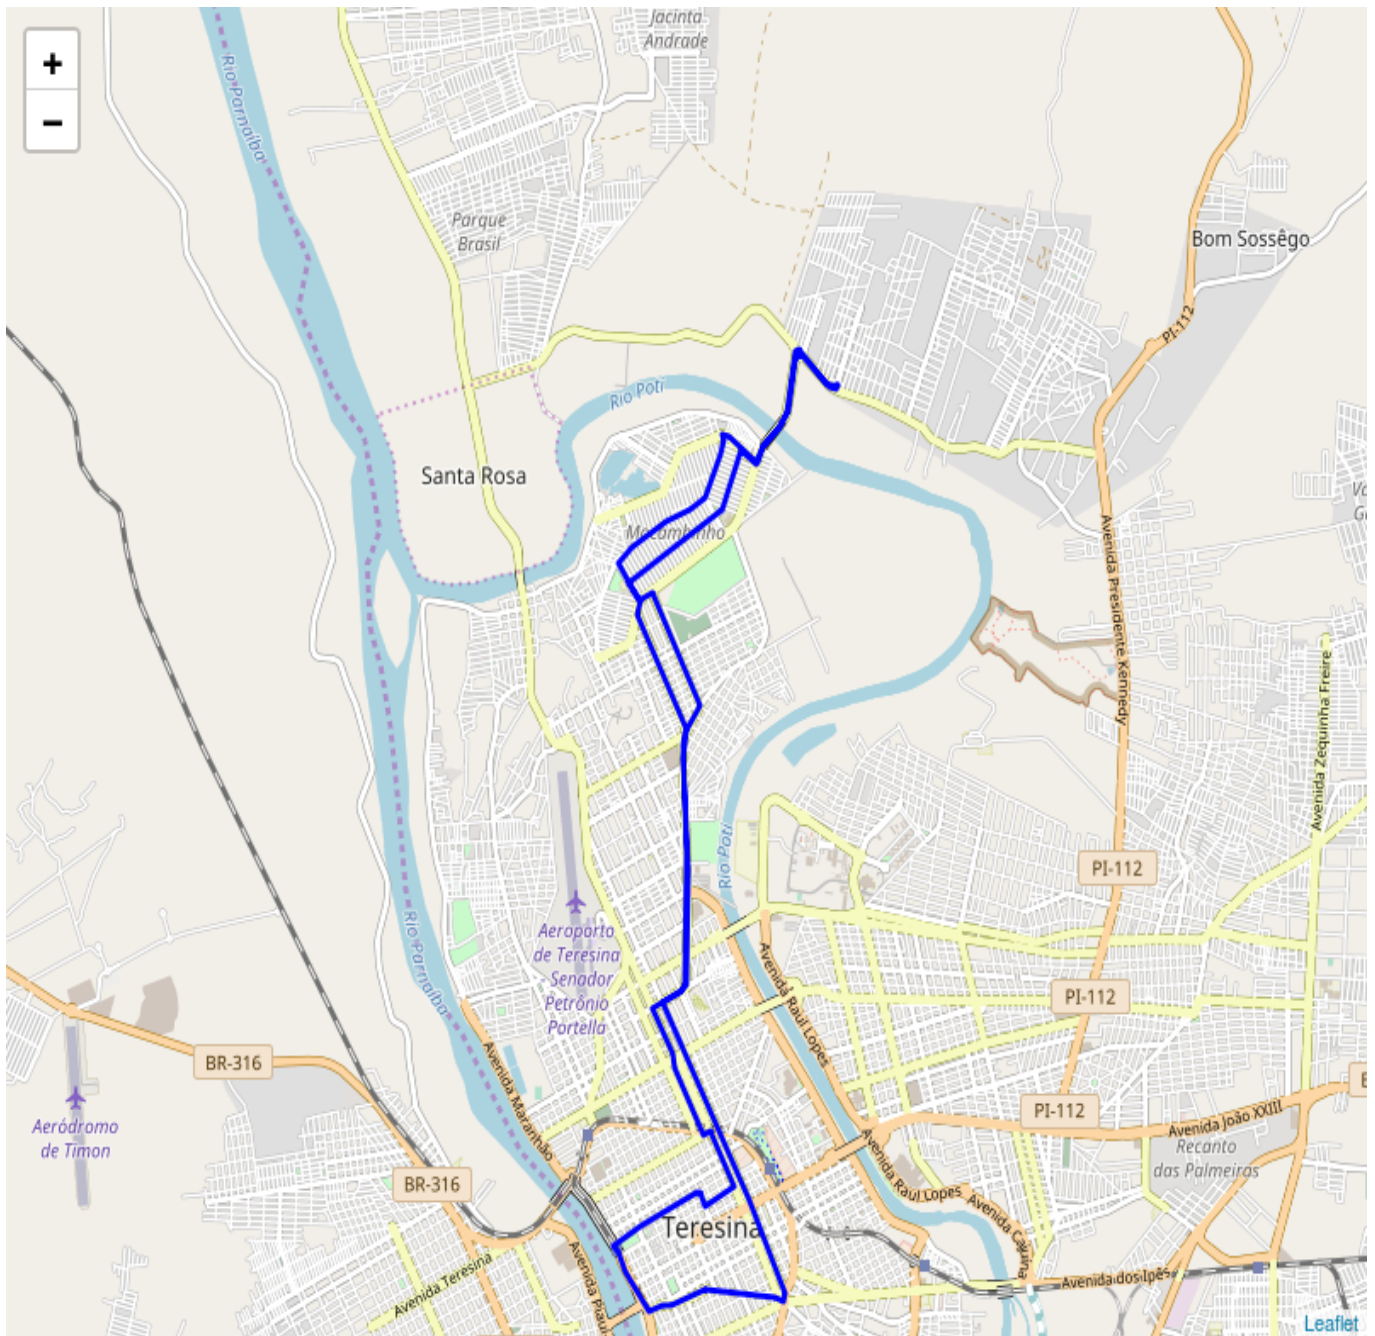 Jacinta
Andrade
+
−
Rio Parnaíba
Parque
Brasil
Bom Sossêgo
PI-112
Rio Poti
Santa Rosa
Mocambinho
Avenida Presidente Kennedy
Avenida Zequinha Freire
Rio Poti
PI-112
Aeroporto
de Teresina
Senador
Petrônio
Portella
Rio Parnaíba
Avenida Raul Lopes
PI-112
BR-316
Avenida Maranhão
PI-112
Avenida João XXIII
Aeródromo
de Timon
Recanto
das Palmeiras
BR-316
Avenida Raul Lopes
Avenida Cajuína
Teresina
Avenida Teresina
Avenida Piauí
Avenida dos Ipês
Leaflet